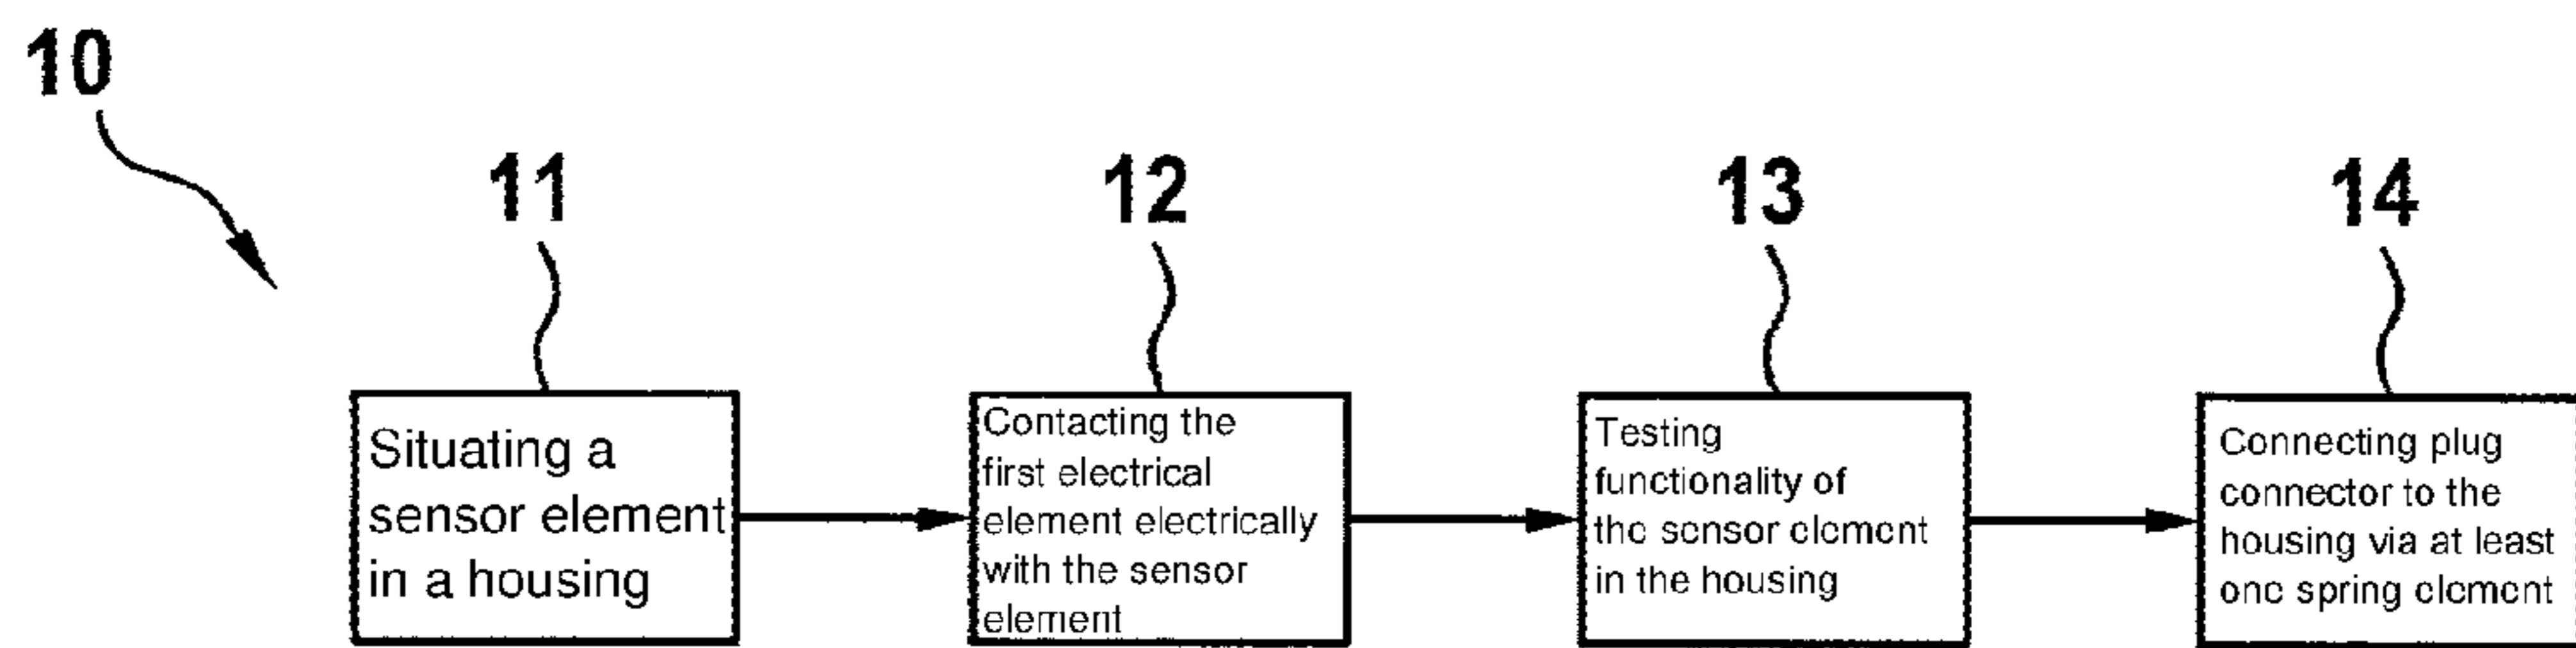 10
11
12
13
14
Situating a
sensor element
in a housing
Contacting the
first electrical
element electrically
with the sensor
element
Testing
functionality of
the sensor element
in the housing
Connecting plug
connector to the
housing via at least
one spring element